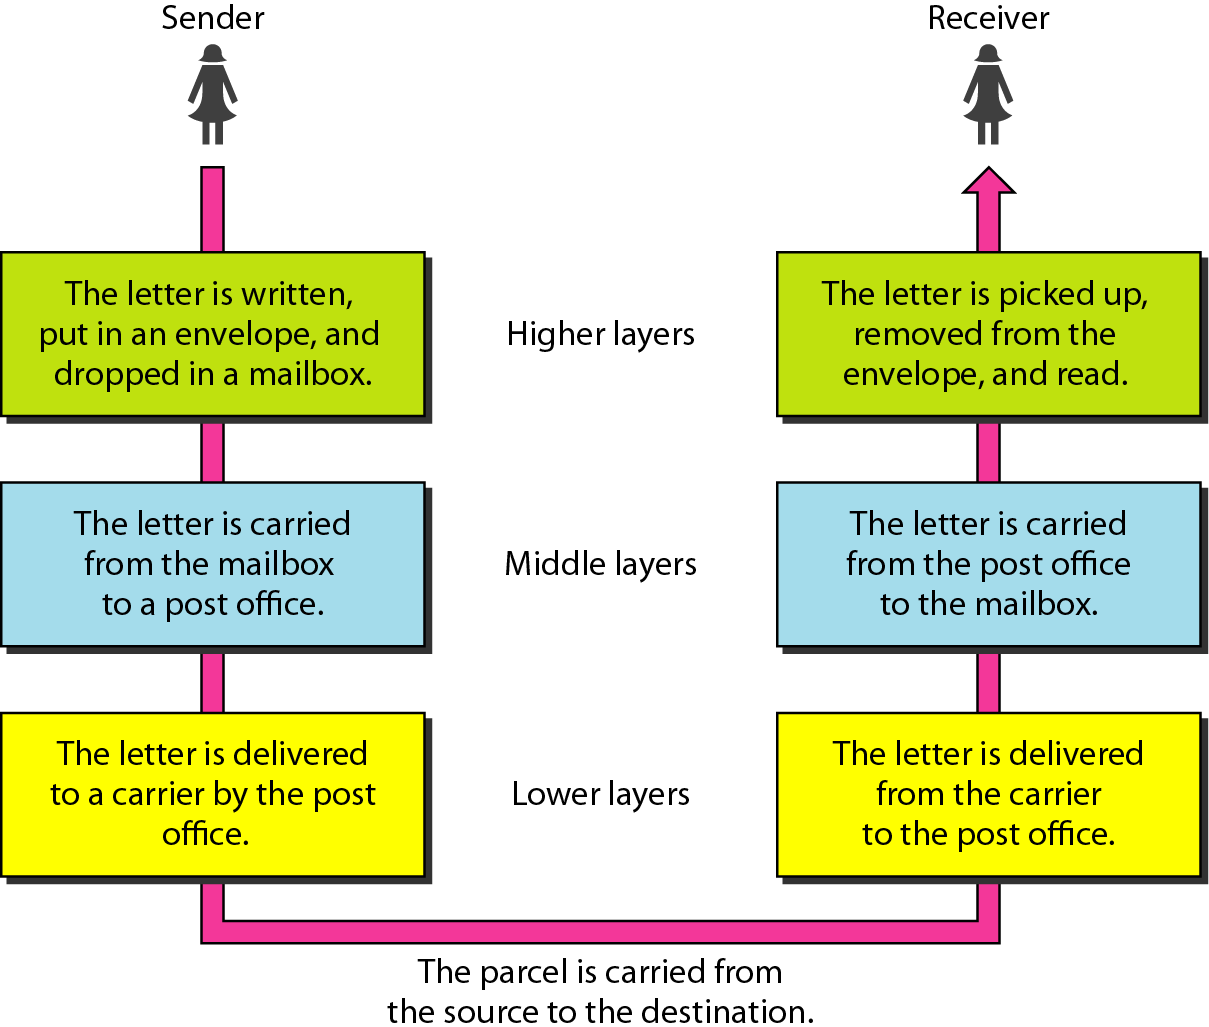 Sender
Receiver
The letter is written,
put in an envelope, and
dropped in a mailbox.
Higher layers
The letter is picked up,
removed from the
envelope, and read.
The letter is carried
from the mailbox
to a post office.
Middle layers
The letter is carried
from the post office
to the mailbox.
The letter is delivered
to a carrier by the post
office.
Lower layers
The letter is delivered
from the carrier
to the post office.
The parcel is carried from
the source to the destination.